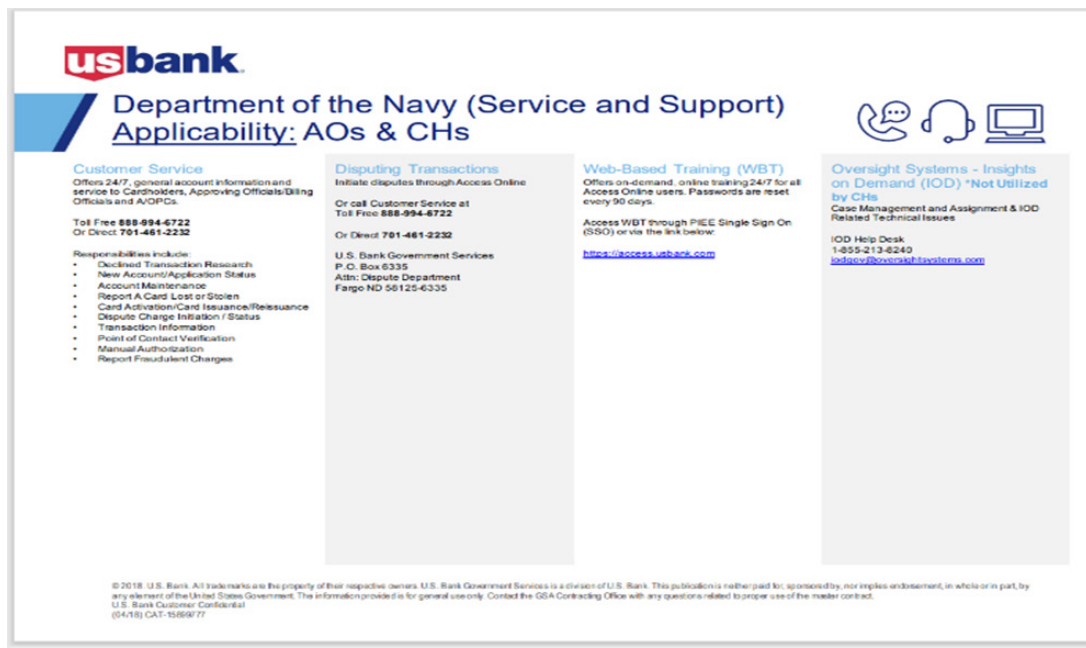 usbank.
Department of the Navy (Service and Support)
Applicability: AOs & CHs
Customer Service
Offers 24/7, general account information and
service to Cardholders, Approving Officials/Billing
Officials and A/OPCs.
Toll Free 888-994-6722
Or Direct 701-461-2232
Responsibilities include:
• Declined Transaction Research
• New Account/Application Status
• Account Maintenance
• Report A Card Lost or Stolen
• Card Activation/Card Issuance/Reissuance
• Dispute Charge Initiation / Status
• Transaction Information
• Point of Contact Verification
• Manual Authorization
• Report Fraudulent Charges
Disputing Transactions
Initiate disputes through Access Online
Or call Customer Service at
Toll Free 888-994-6722
Or Direct 701-461-2232
U.S. Bank Government Services
P.O. Box 6335
Attn: Dispute Department
Fargo ND 58125-6335
Web-Based Training (WBT)
Offers on-demand, online training 24/7 for all
Access Online users. Passwords are reset
every 90 days.
Access WBT through PIEE Single Sign On
(SSO) or via the link below:
https://access.usbank.com
Oversight Systems - Insights
on Demand (IOD) *Not Utilized
by CHs
Case Management and Assignment & IOD
Related Technical Issues
IOD Help Desk
1-855-213-8240
iodgov@oversightsystems.com
©2018. U.S. Bank. All trademarks are the property of their respective owners. U.S. Bank Government Services is a division of U.S. Bank. This publication is neither paid for, sponsored by, nor implies endorsement, in whole or in part, by
any element of the United States Government. The information provided is for general use only. Contact the GSA Contracting Office with any questions related to proper use of the master contract.
U.S. Bank Customer Confidential
(04/18) CAT-15899777